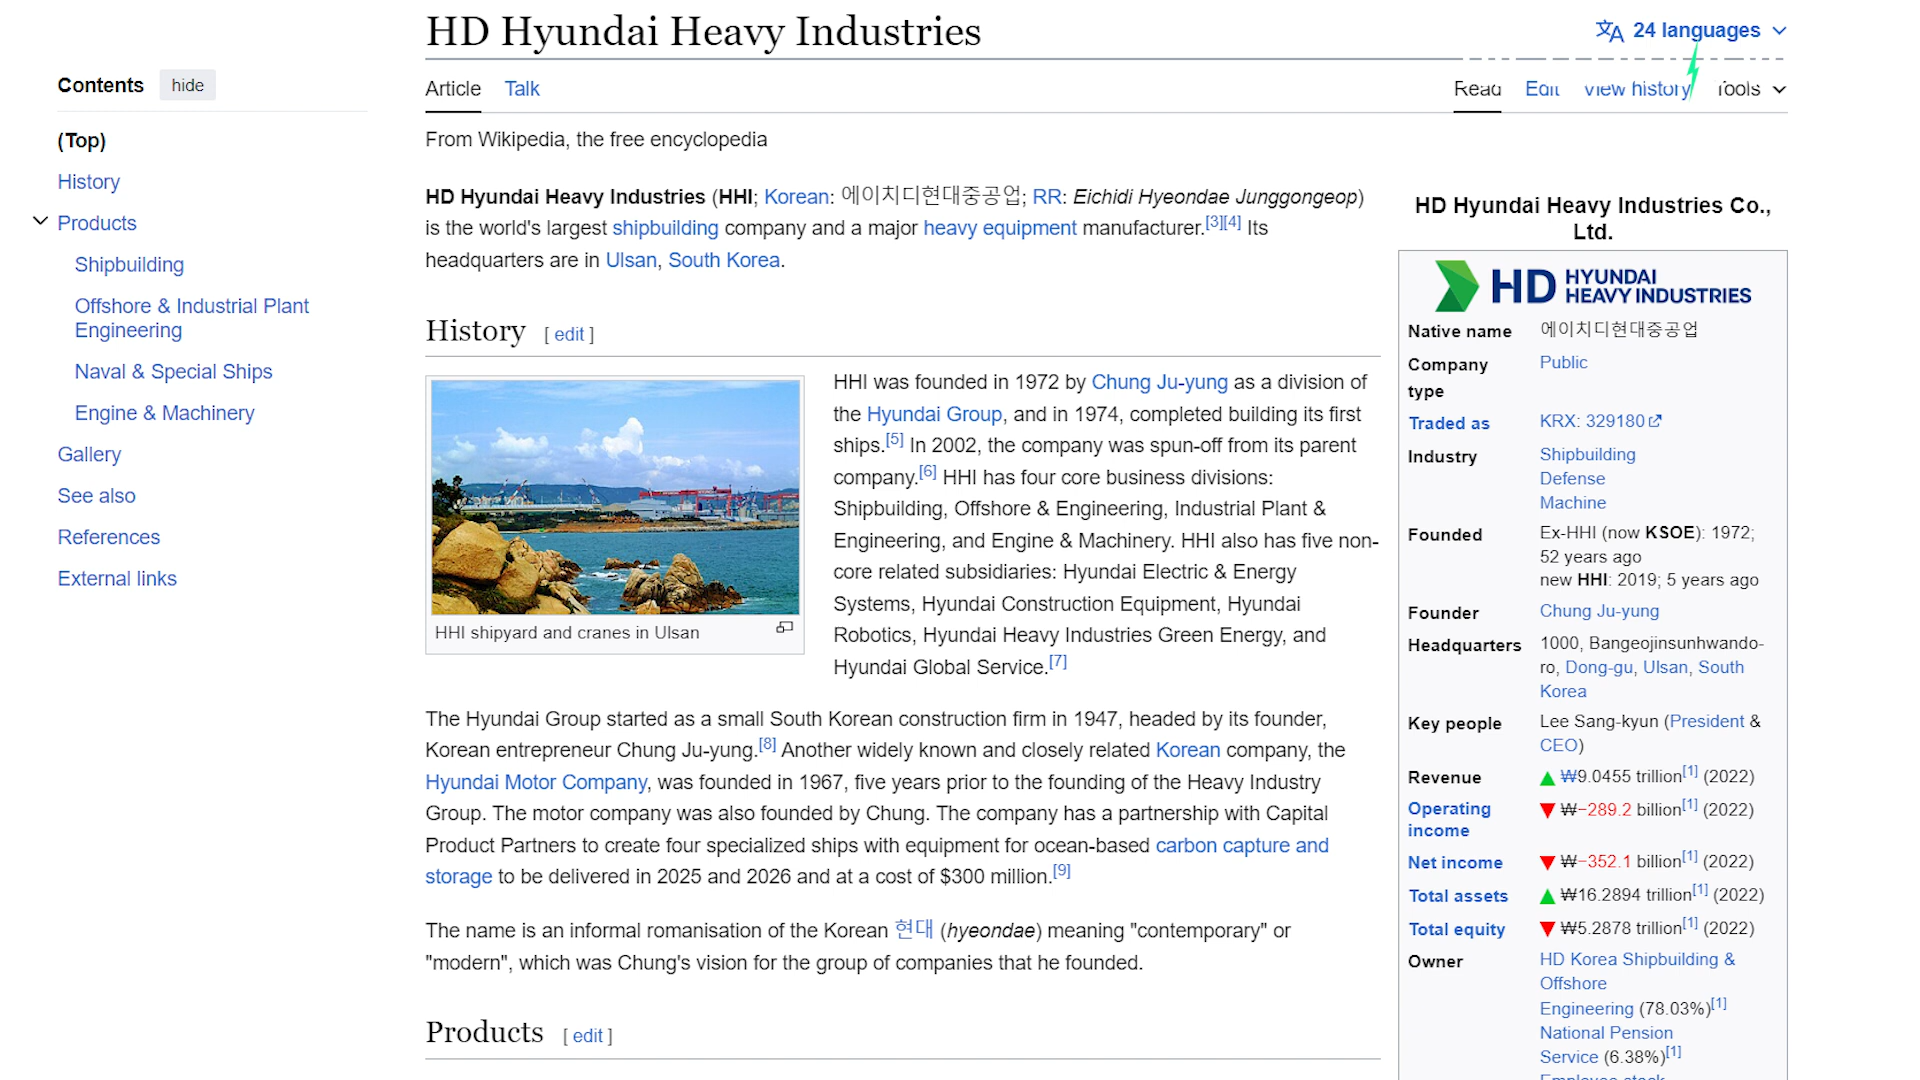 HD Hyundai Heavy Industries
24 languages
Contents hide
Article Talk
Read Edit View history Tools
(Top)
History
Products
Shipbuilding
Offshore & Industrial Plant
Engineering
Naval & Special Ships
Engine & Machinery
Gallery
See also
References
External links
From Wikipedia, the free encyclopedia
HD Hyundai Heavy Industries (HHI; Korean: 에이치디현대중공업; RR: Eichidi Hyeondae Junggongeop)
is the world's largest shipbuilding company and a major heavy equipment manufacturer.[3][4] Its
headquarters are in Ulsan, South Korea.
History [ edit ]
HHI shipyard and cranes in Ulsan
HHI was founded in 1972 by Chung Ju-yung as a division of
the Hyundai Group, and in 1974, completed building its first
ships.[5] In 2002, the company was spun-off from its parent
company.[6] HHI has four core business divisions:
Shipbuilding, Offshore & Engineering, Industrial Plant &
Engineering, and Engine & Machinery. HHI also has five non-
core related subsidiaries: Hyundai Electric & Energy
Systems, Hyundai Construction Equipment, Hyundai
Robotics, Hyundai Heavy Industries Green Energy, and
Hyundai Global Service.[7]
The Hyundai Group started as a small South Korean construction firm in 1947, headed by its founder,
Korean entrepreneur Chung Ju-yung.[8] Another widely known and closely related Korean company, the
Hyundai Motor Company, was founded in 1967, five years prior to the founding of the Heavy Industry
Group. The motor company was also founded by Chung. The company has a partnership with Capital
Product Partners to create four specialized ships with equipment for ocean-based carbon capture and
storage to be delivered in 2025 and 2026 and at a cost of $300 million.[9]
The name is an informal romanisation of the Korean 현대 (hyeondae) meaning "contemporary" or
"modern", which was Chung's vision for the group of companies that he founded.
Products [ edit ]
HD Hyundai Heavy Industries Co.,
Ltd.
HD HYUNDAI
HEAVY INDUSTRIES
Native name 에이치디현대중공업
Company Public
type
Traded as KRX: 329180
Industry Shipbuilding
Defense
Machine
Founded Ex-HHI (now KSOE): 1972;
52 years ago
new HHI: 2019; 5 years ago
Founder Chung Ju-yung
Headquarters 1000, Bangeojinsunhwando-
ro, Dong-gu, Ulsan, South
Korea
Key people Lee Sang-kyun (President &
CEO)
Revenue ▲ ₩9.0455 trillion[1] (2022)
Operating ▼ ₩−289.2 billion[1] (2022)
income
Net income ▼ ₩−352.1 billion[1] (2022)
Total assets ▲ ₩16.2894 trillion[1] (2022)
Total equity ▼ ₩5.2878 trillion[1] (2022)
Owner HD Korea Shipbuilding &
Offshore
Engineering (78.03%)[1]
National Pension
Service (6.38%)[1]
Employee stock